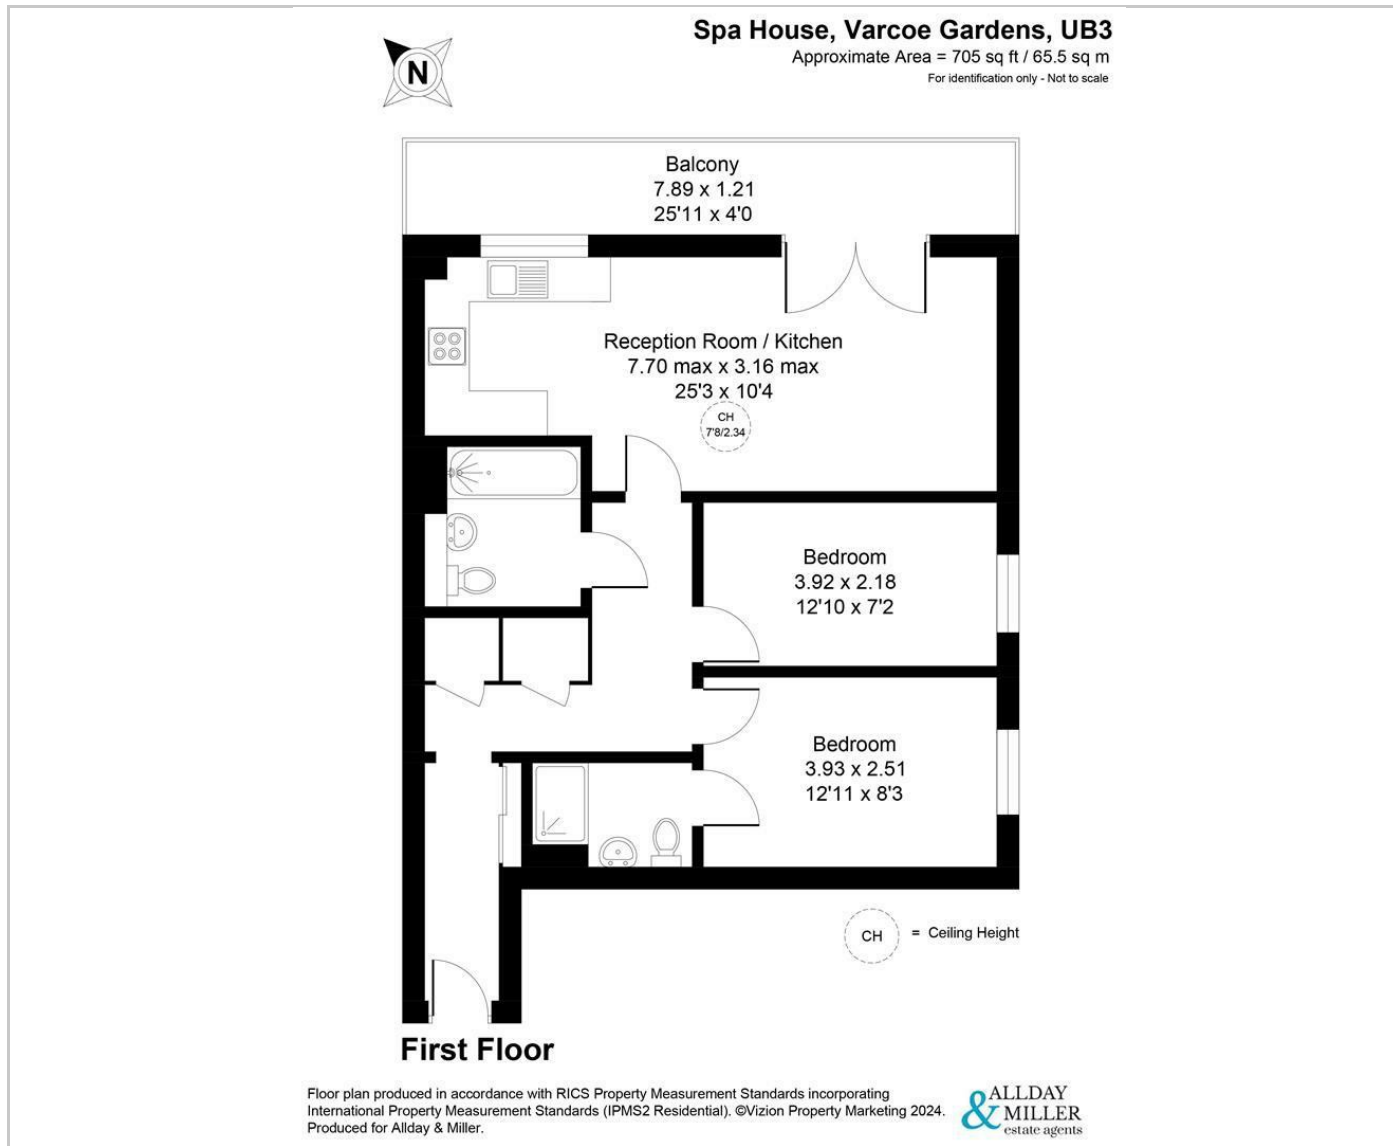 Spa House, Varcoe Gardens, UB3
Approximate Area = 705 sq ft / 65.5 sq m
For identification only - Not to scale
N
Balcony
7.89 x 1.21
25'11 x 4'0
Reception Room / Kitchen
7.70 max x 3.16 max
25'3 x 10'4
CH
7'8/2.34
Bedroom
3.92 x 2.18
12'10 x 7'2
Bedroom
3.93 x 2.51
12'11 x 8'3
CH = Ceiling Height
First Floor
Floor plan produced in accordance with RICS Property Measurement Standards incorporating
International Property Measurement Standards (IPMS2 Residential). ©Vizion Property Marketing 2024.
Produced for Allday & Miller.
ALLDAY
& MILLER
estate agents